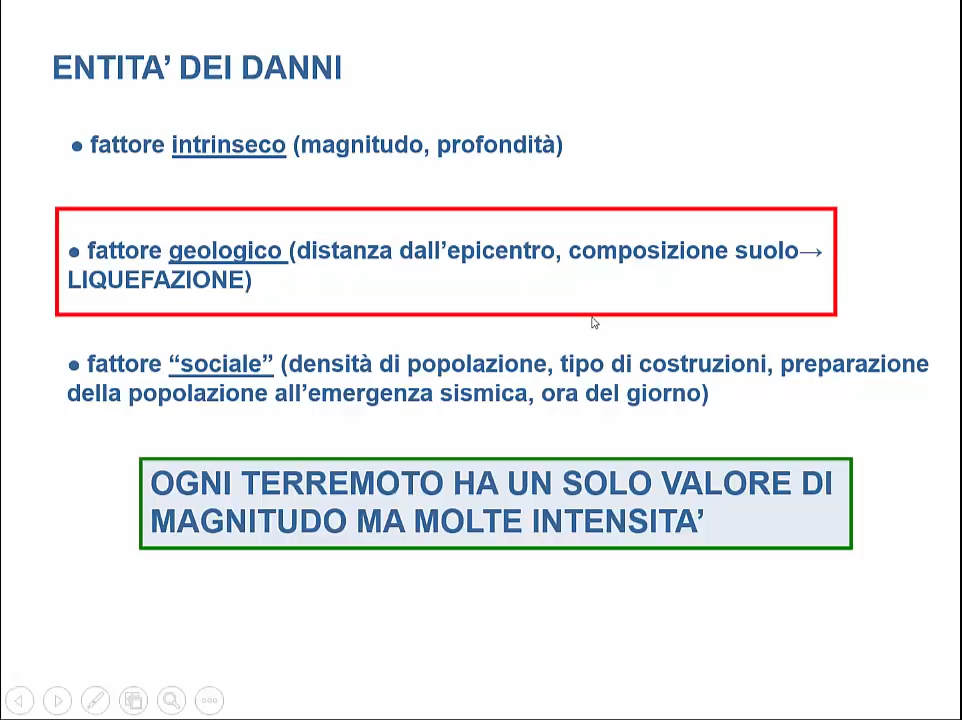 ENTITA’ DEI DANNI
● fattore intrinseco (magnitudo, profondità)
● fattore geologico (distanza dall’epicentro, composizione suolo→
LIQUEFAZIONE)
● fattore “sociale” (densità di popolazione, tipo di costruzioni, preparazione
della popolazione all’emergenza sismica, ora del giorno)
OGNI TERREMOTO HA UN SOLO VALORE DI
MAGNITUDO MA MOLTE INTENSITA’